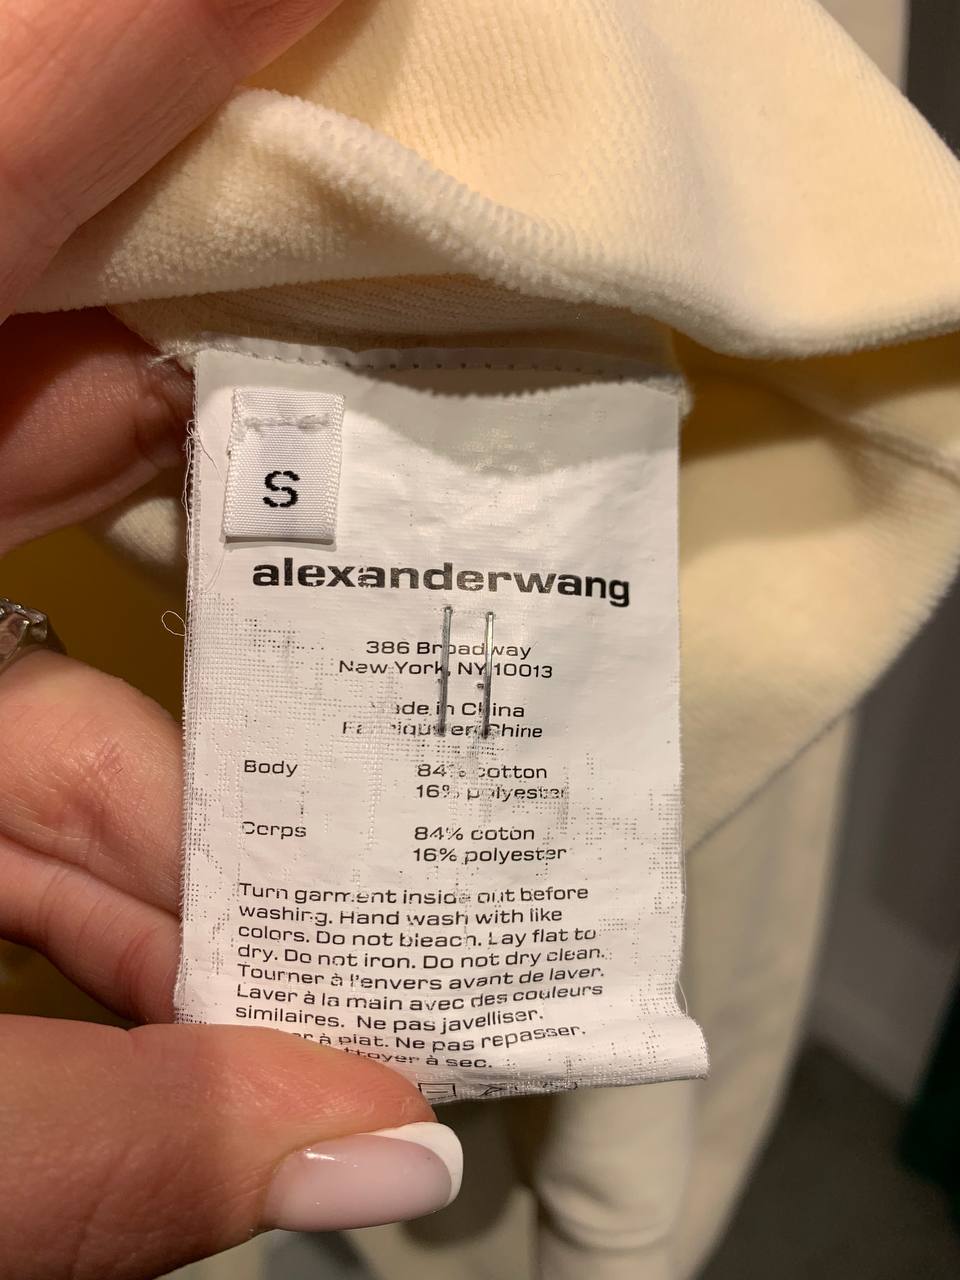 S
alexanderwang
386 Broadway
New York, NY 10013
Made in China
Fabriqué en Chine
Body 84% cotton
16% polyester
Corps 84% coton
16% polyester
Turn garment inside out before
washing. Hand wash with like
colors. Do not bleach. Lay flat to
dry. Do not iron. Do not dry clean.
Tourner à l'envers avant de laver.
Laver à la main avec des couleurs
similaires. Ne pas javelliser.
à plat. Ne pas repasser.
à sec.